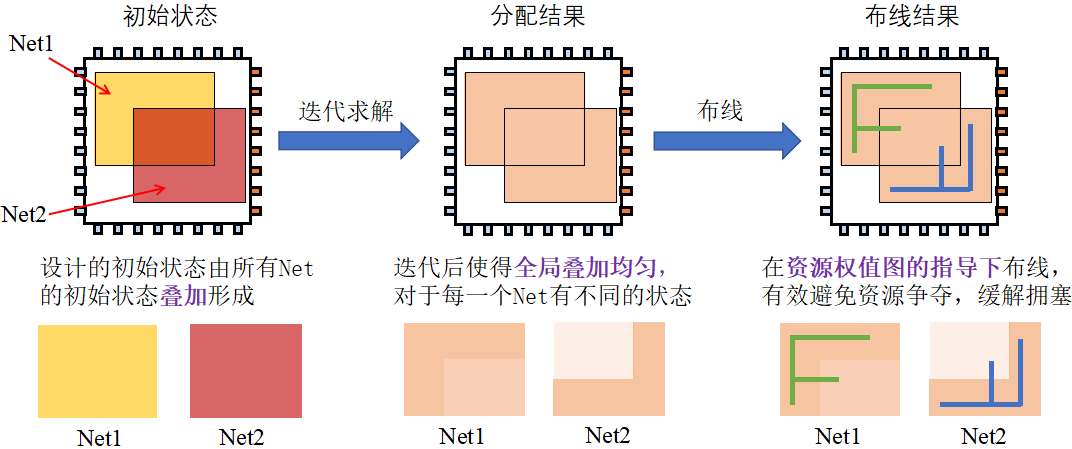 初始状态
分配结果
布线结果
Net1
迭代求解
布线
Net2
设计的初始状态由所有Net
的初始状态叠加形成
迭代后使得全局叠加均匀，
对于每一个Net有不同的状态
在资源权值图的指导下布线，
有效避免资源争夺，缓解拥塞
Net1
Net2
Net1
Net2
Net1
Net2